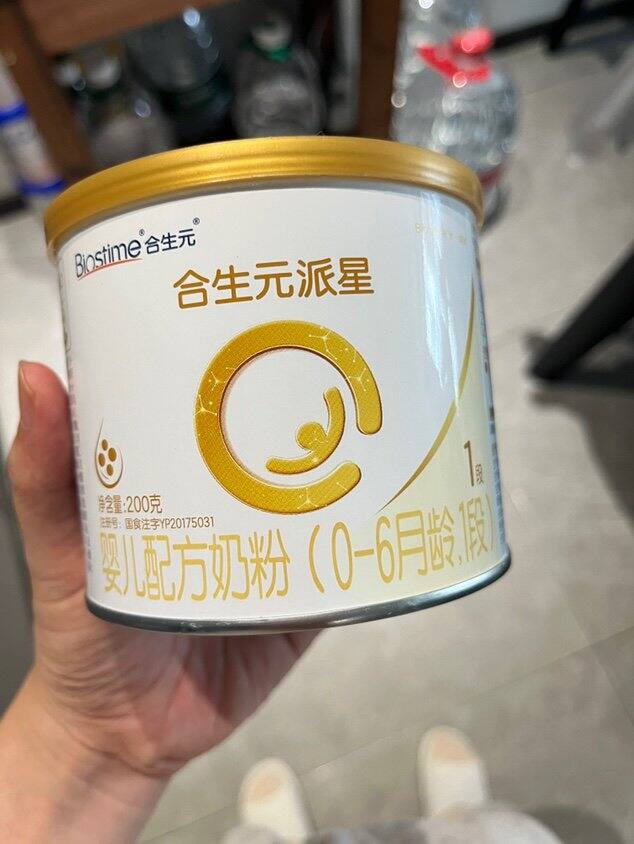 Biostime®合生元®
合生元派星
1段
净含量:200克
注册号：国食注字YP20175031
婴儿配方奶粉（0-6月龄,1段）